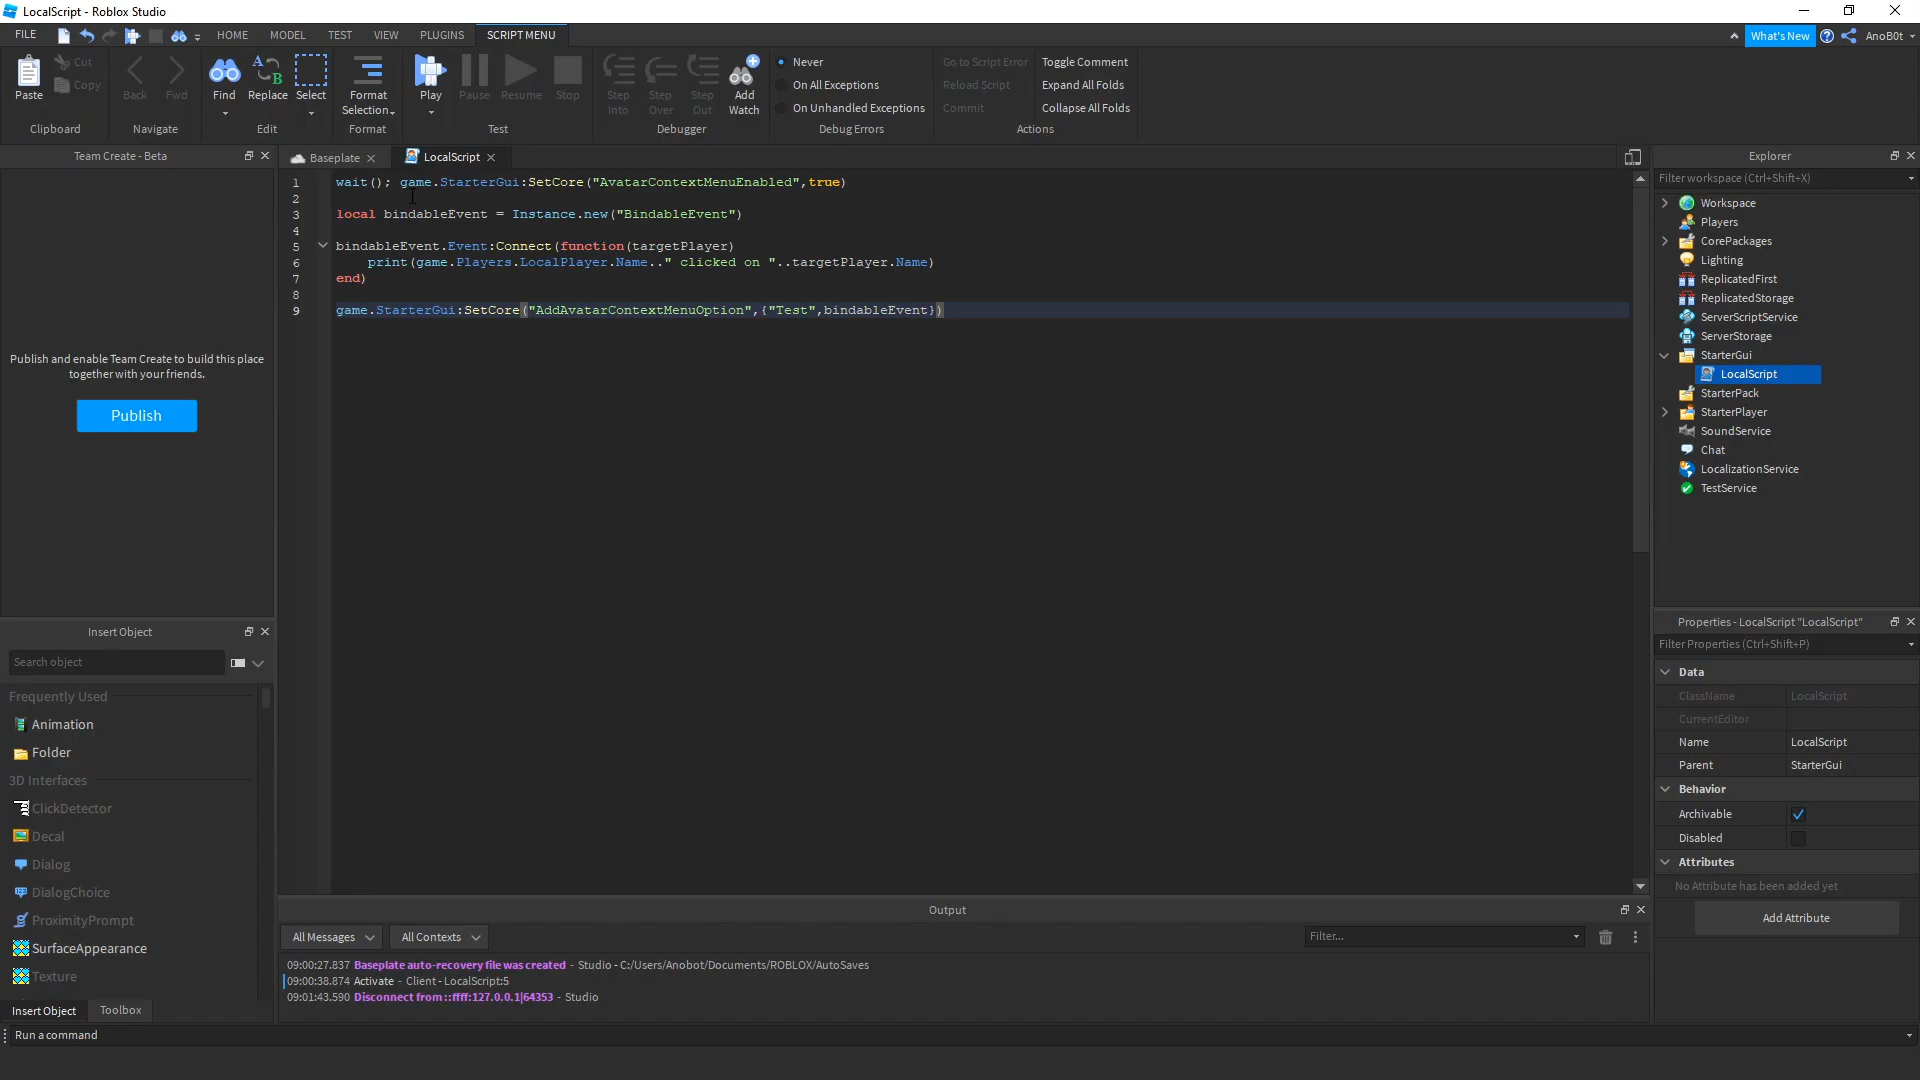 LocalScript - Roblox Studio
FILE HOME MODEL TEST VIEW PLUGINS SCRIPT MENU What's New AnoB0t
Cut
Copy
Paste
Clipboard
Back Fwd
Navigate
Find Replace Select
Edit
Format
Selection
Format
Play Pause Resume Stop
Test
Step
Into
Step
Over
Step
Out
Add
Watch
Debugger
Never
On All Exceptions
On Unhandled Exceptions
Debug Errors
Go to Script Error
Reload Script
Commit
Toggle Comment
Expand All Folds
Collapse All Folds
Actions
Team Create - Beta
Publish and enable Team Create to build this place
together with your friends.
Publish
Insert Object
Search object
Frequently Used
Animation
Folder
3D Interfaces
ClickDetector
Decal
Dialog
DialogChoice
ProximityPrompt
SurfaceAppearance
Texture
Insert Object Toolbox
Baseplate LocalScript
1 wait(); game.StarterGui:SetCore("AvatarContextMenuEnabled",true)
2
3 local bindableEvent = Instance.new("BindableEvent")
4
5 bindableEvent.Event:Connect(function(targetPlayer)
6 print(game.Players.LocalPlayer.Name.." clicked on "..targetPlayer.Name)
7 end)
8
9 game.StarterGui:SetCore("AddAvatarContextMenuOption",{"Test",bindableEvent})
Output
All Messages All Contexts Filter...
09:00:27.837 Baseplate auto-recovery file was created - Studio - C:/Users/Anobot/Documents/ROBLOX/AutoSaves
09:00:38.874 Activate - Client - LocalScript:5
09:01:43.590 Disconnect from ::ffff:127.0.0.1|64353 - Studio
Explorer
Filter workspace (Ctrl+Shift+X)
Workspace
Players
CorePackages
Lighting
ReplicatedFirst
ReplicatedStorage
ServerScriptService
ServerStorage
StarterGui
LocalScript
StarterPack
StarterPlayer
SoundService
Chat
LocalizationService
TestService
Properties - LocalScript "LocalScript"
Filter Properties (Ctrl+Shift+P)
Data
ClassName LocalScript
CurrentEditor
Name LocalScript
Parent StarterGui
Behavior
Archivable
Disabled
Attributes
No Attribute has been added yet
Add Attribute
Run a command